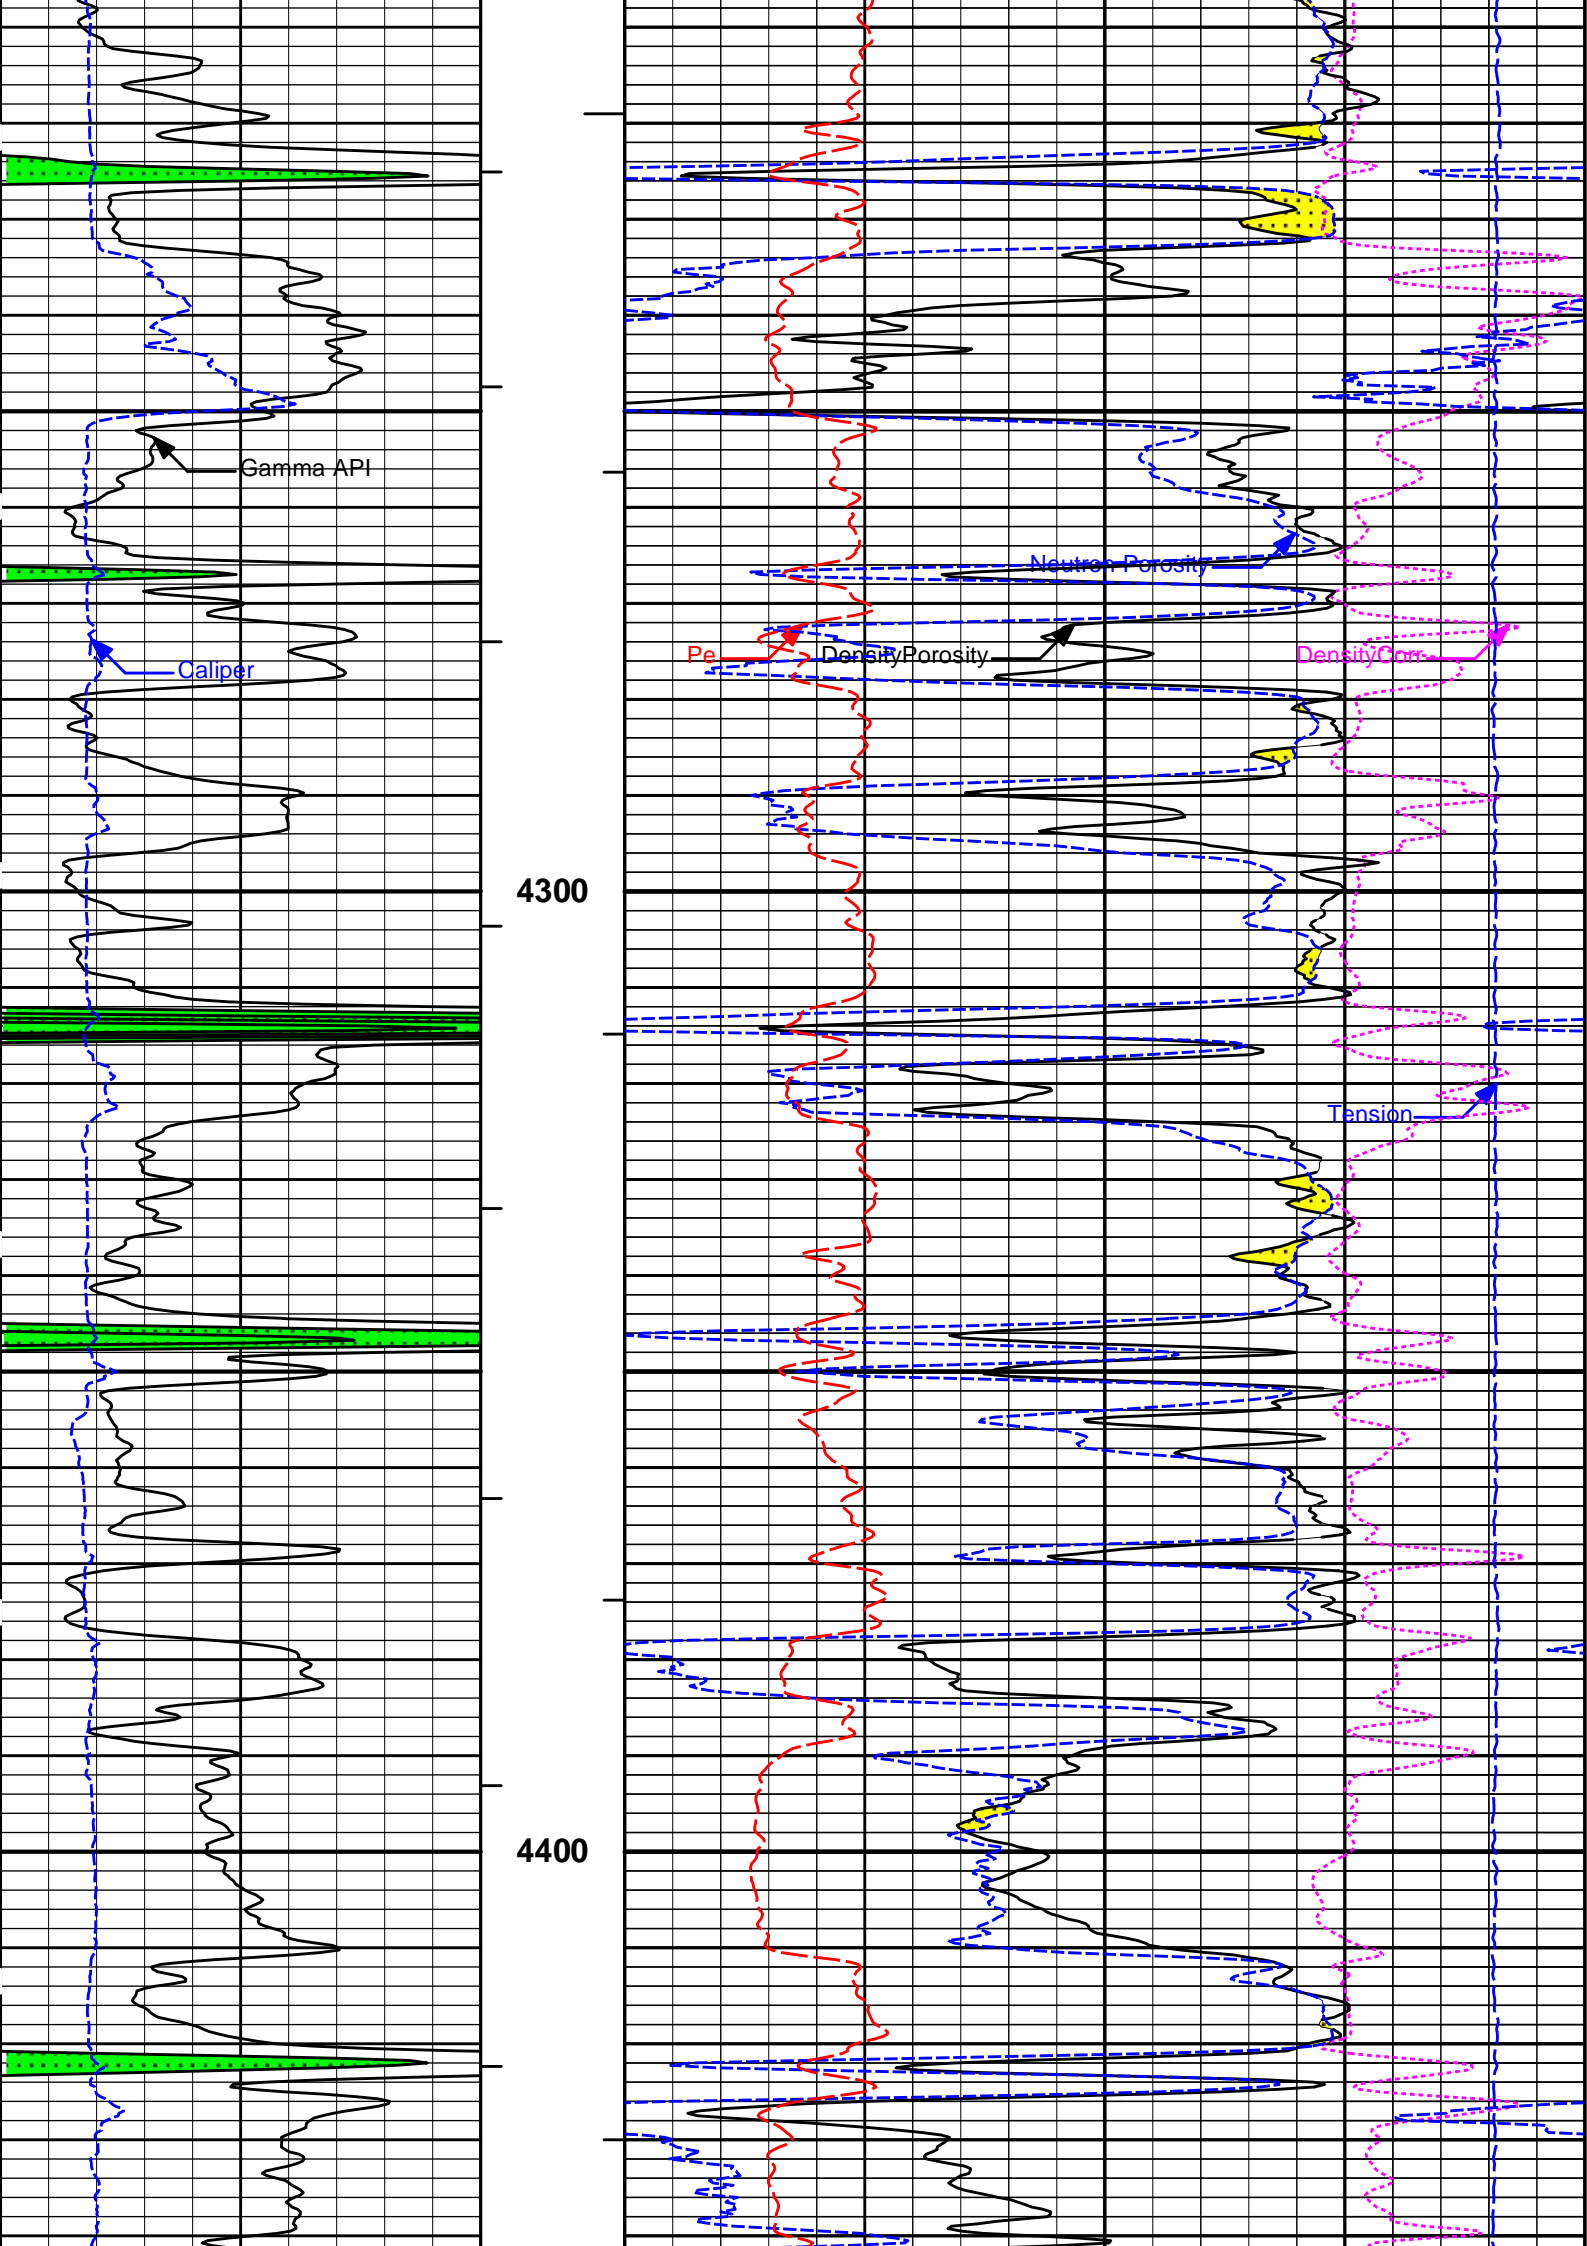 Gamma API
Neutron Porosity
Pe
DensityPorosity
DensityCorr
Caliper
4300
Tension
4400